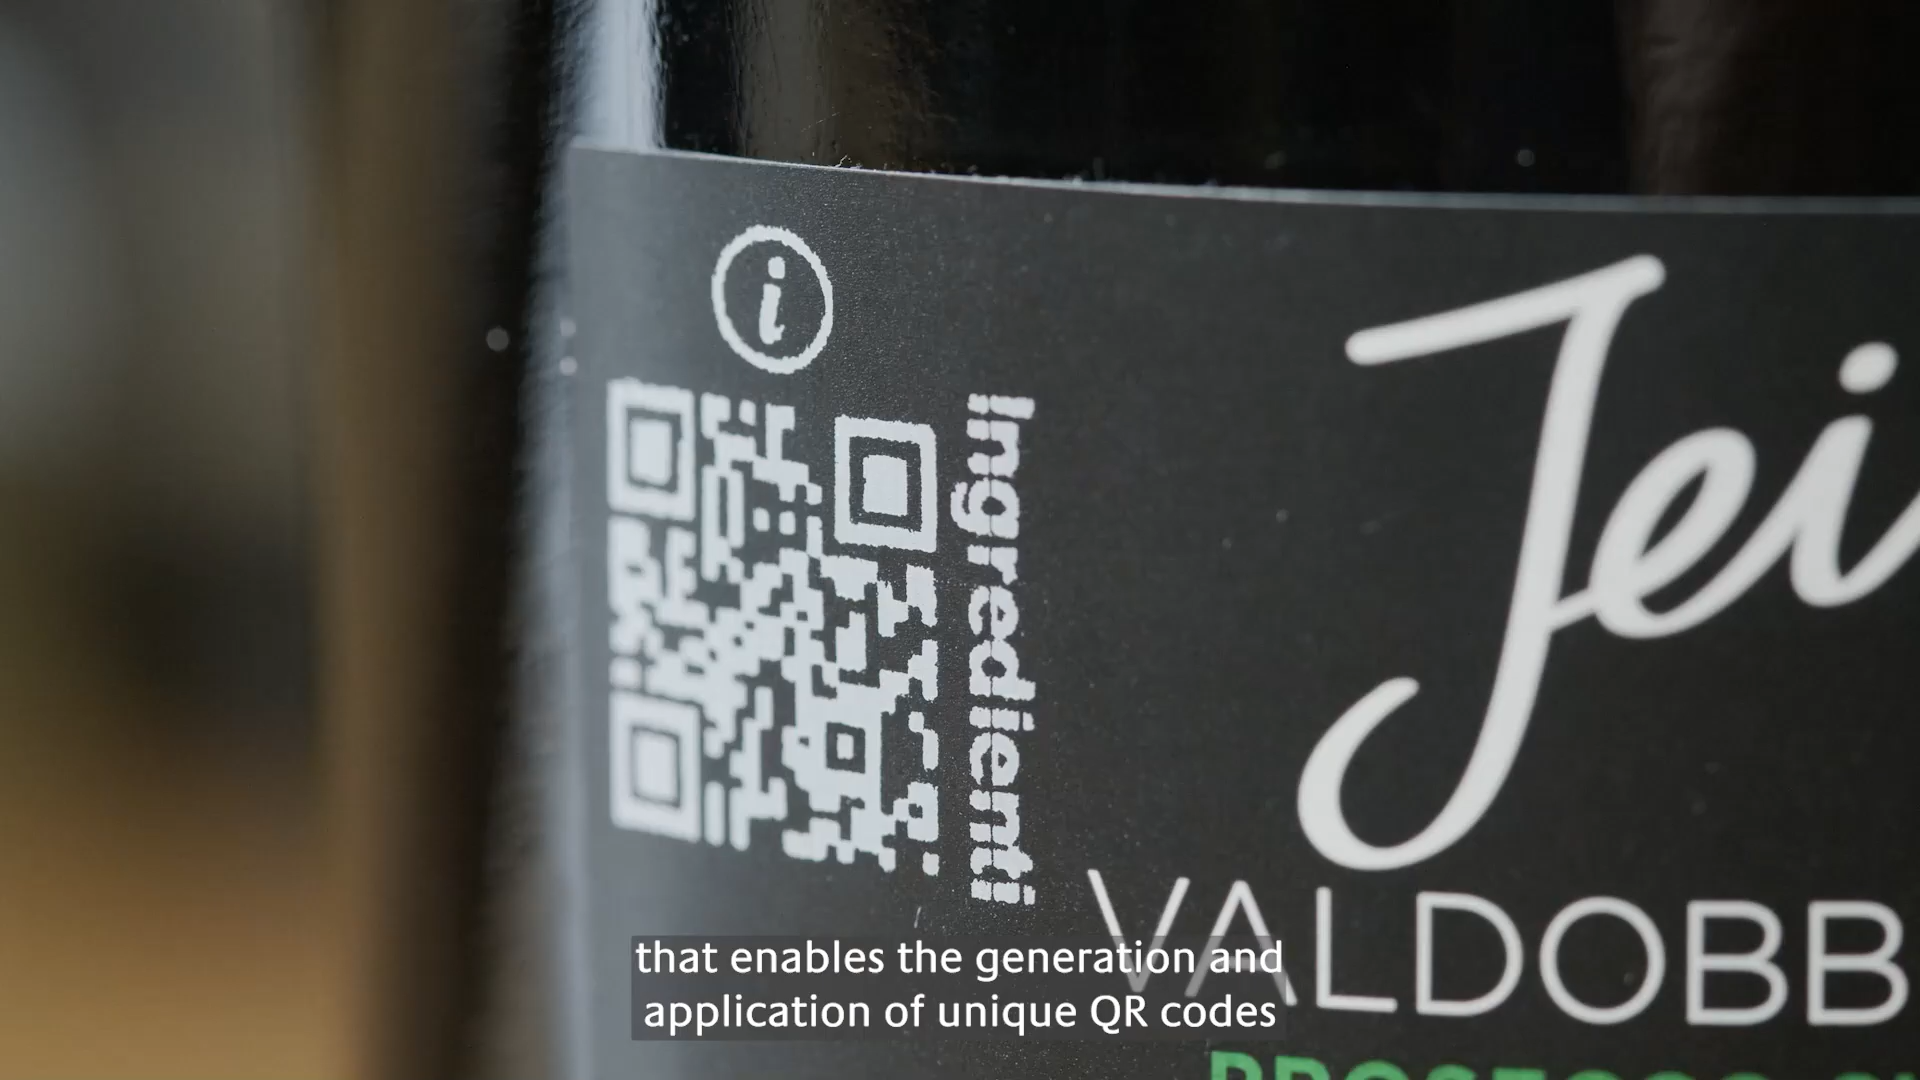 i
Ingredienti
Jei
VALDOBB
that enables the generation and
application of unique QR codes